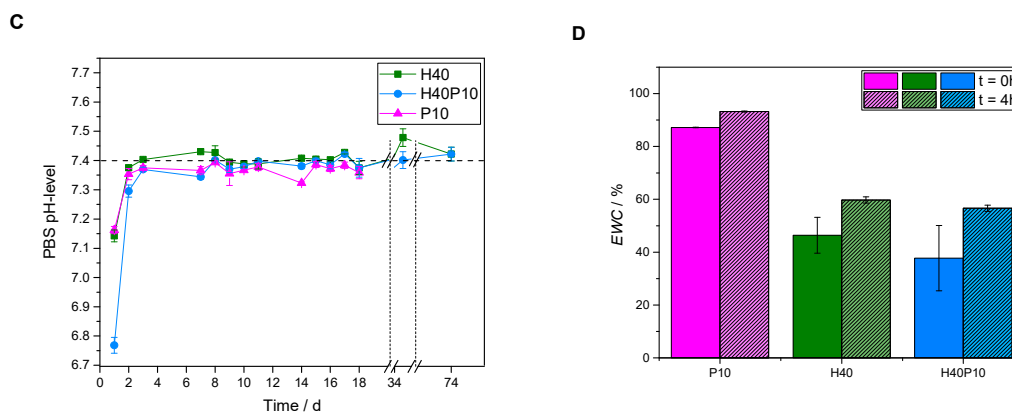 C
7.7
7.6
7.5
7.4
7.3
7.2
7.1
7.0
6.9
6.8
6.7
PBS pH-level
0 2 4 6 8 10 12 14 16 18 34 74
Time / d
H40
H40P10
P10
D
100
80
60
40
20
0
EWC / %
P10 H40 H40P10
t = 0h
t = 4h